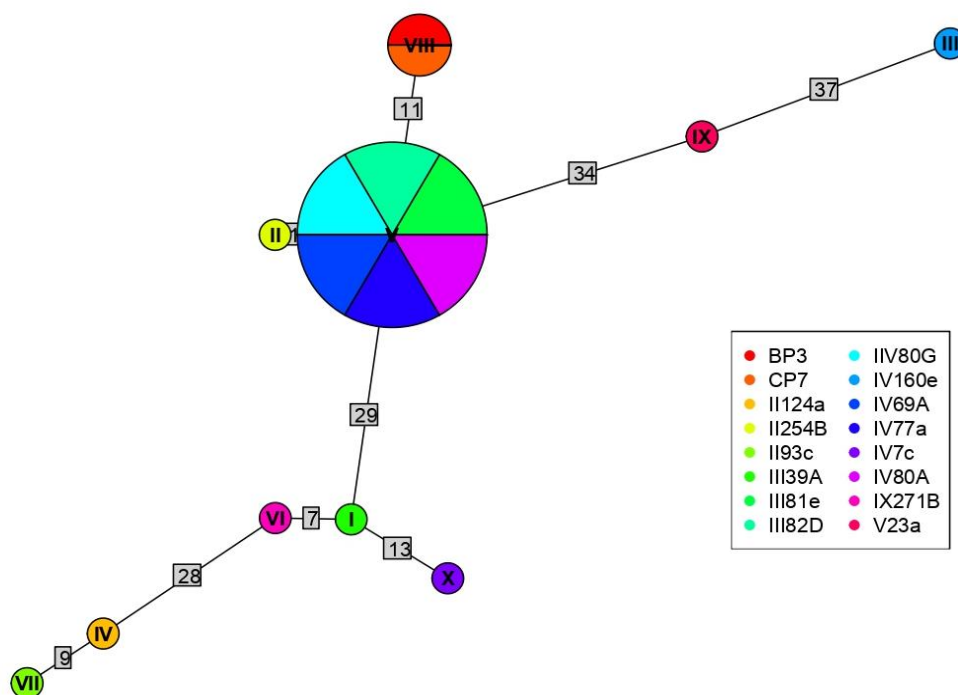 VIII
III
11
37
IX
34
II
1
V
29
VI
7
I
13
X
28
IV
9
VII
BP3
CP7
II124a
II254B
II93c
III39A
III81e
III82D
IIV80G
IV160e
IV69A
IV77a
IV7c
IV80A
IX271B
V23a